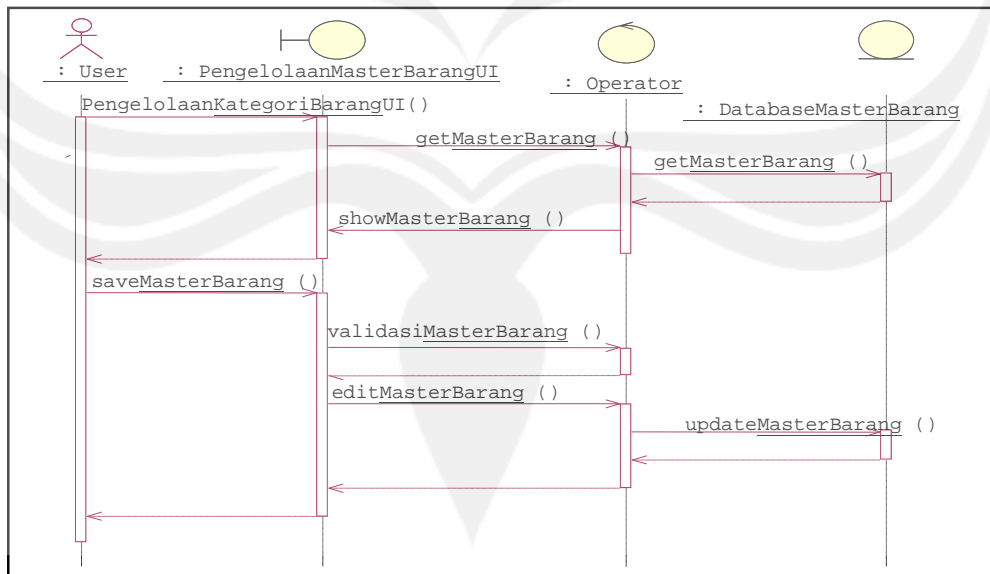 : User
: PengelolaanMasterBarangUI
: Operator
: DatabaseMasterBarang
PengelolaanKategoriBarangUI()
getMasterBarang ()
getMasterBarang ()
showMasterBarang ()
saveMasterBarang ()
validasiMasterBarang ()
editMasterBarang ()
updateMasterBarang ()